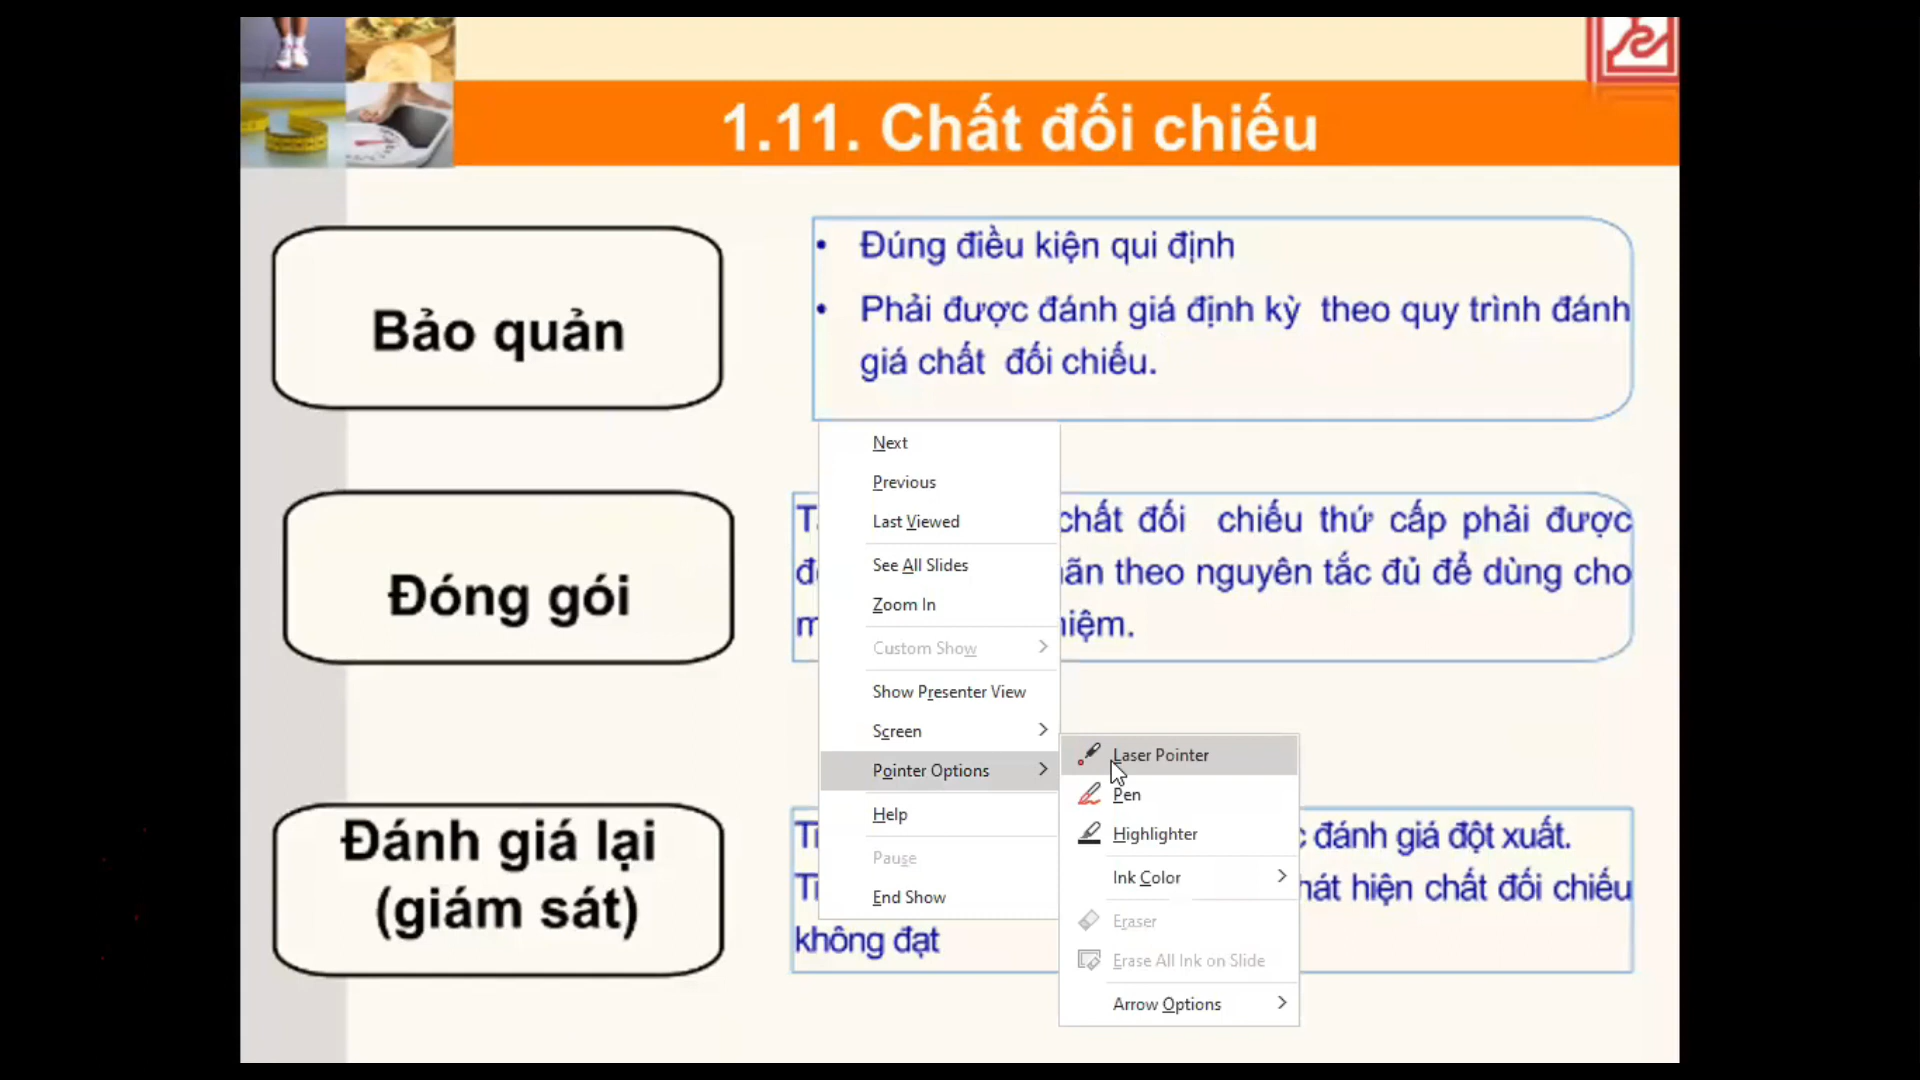 1.11. Chất đối chiếu
Bảo quản
• Đúng điều kiện qui định
• Phải được đánh giá định kỳ theo quy trình đánh
giá chất đối chiếu.
Đóng gói
chất đối chiếu thứ cấp phải được
theo nguyên tắc đủ để dùng cho
Đánh giá lại
(giám sát)
đánh giá đột xuất.
hiện chất đối chiếu
không đạt
Next
Previous
Last Viewed
See All Slides
Zoom In
Custom Show
Show Presenter View
Screen
Pointer Options
Help
Pause
End Show
Laser Pointer
Pen
Highlighter
Ink Color
Eraser
Erase All Ink on Slide
Arrow Options